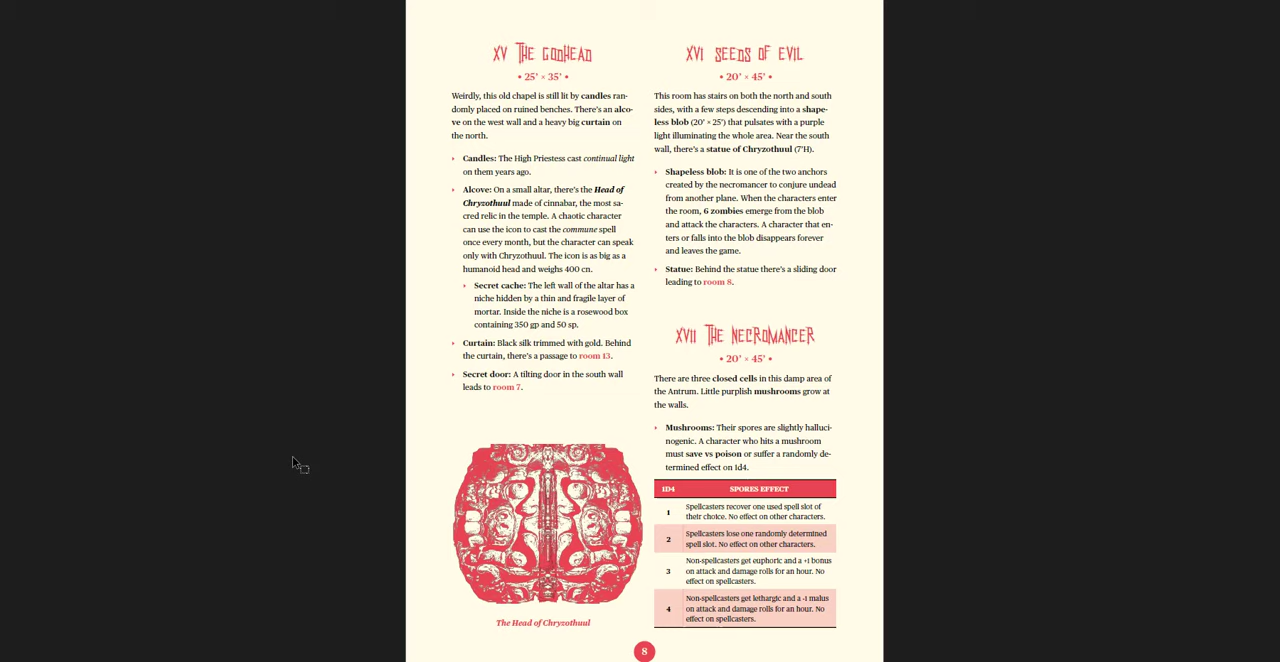 XV THE GODHEAD
• 25' × 35' •
Weirdly, this old chapel is still lit by candles ran-
domly placed on ruined benches. There's an alco-
ve on the west wall and a heavy big curtain on
the north.
Candles: The High Priestess cast continual light
on them years ago.
Alcove: On a small altar, there's the Head of
Chryzothuul made of cinnabar, the most sa-
cred relic in the temple. A chaotic character
can use the icon to cast the commune spell
once every month, but the character can speak
only with Chryzothuul. The icon is as big as a
humanoid head and weighs 400 cn.
Secret cache: The left wall of the altar has a
niche hidden by a thin and fragile layer of
mortar. Inside the niche is a rosewood box
containing 350 gp and 50 sp.
Curtain: Black silk trimmed with gold. Behind
the curtain, there's a passage to room 13.
Secret door: A tilting door in the south wall
leads to room 7.
The Head of Chryzothuul
XVI SEEDS OF EVIL
• 20' × 45' •
This room has stairs on both the north and south
sides, with a few steps descending into a shape-
less blob (20' × 25') that pulsates with a purple
light illuminating the whole area. Near the south
wall, there's a statue of Chryzothuul (7'H).
Shapeless blob: It is one of the two anchors
created by the necromancer to conjure undead
from another plane. When the characters enter
the room, 6 zombies emerge from the blob
and attack the characters. A character that en-
ters or falls into the blob disappears forever
and leaves the game.
Statue: Behind the statue there's a sliding door
leading to room 8.
XVII THE NECROMANCER
• 20' × 45' •
There are three closed cells in this damp area of
the Antrum. Little purplish mushrooms grow at
the walls.
Mushrooms: Their spores are slightly halluci-
nogenic. A character who hits a mushroom
must save vs poison or suffer a randomly de-
termined effect on 1d4.
1D4 SPORES EFFECT
1 Spellcasters recover one used spell slot of
their choice. No effect on other characters.
2 Spellcasters lose one randomly determined
spell slot. No effect on other characters.
3 Non-spellcasters get euphoric and a +1 bonus
on attack and damage rolls for an hour. No
effect on spellcasters.
4 Non-spellcasters get lethargic and a -1 malus
on attack and damage rolls for an hour. No
effect on spellcasters.
8